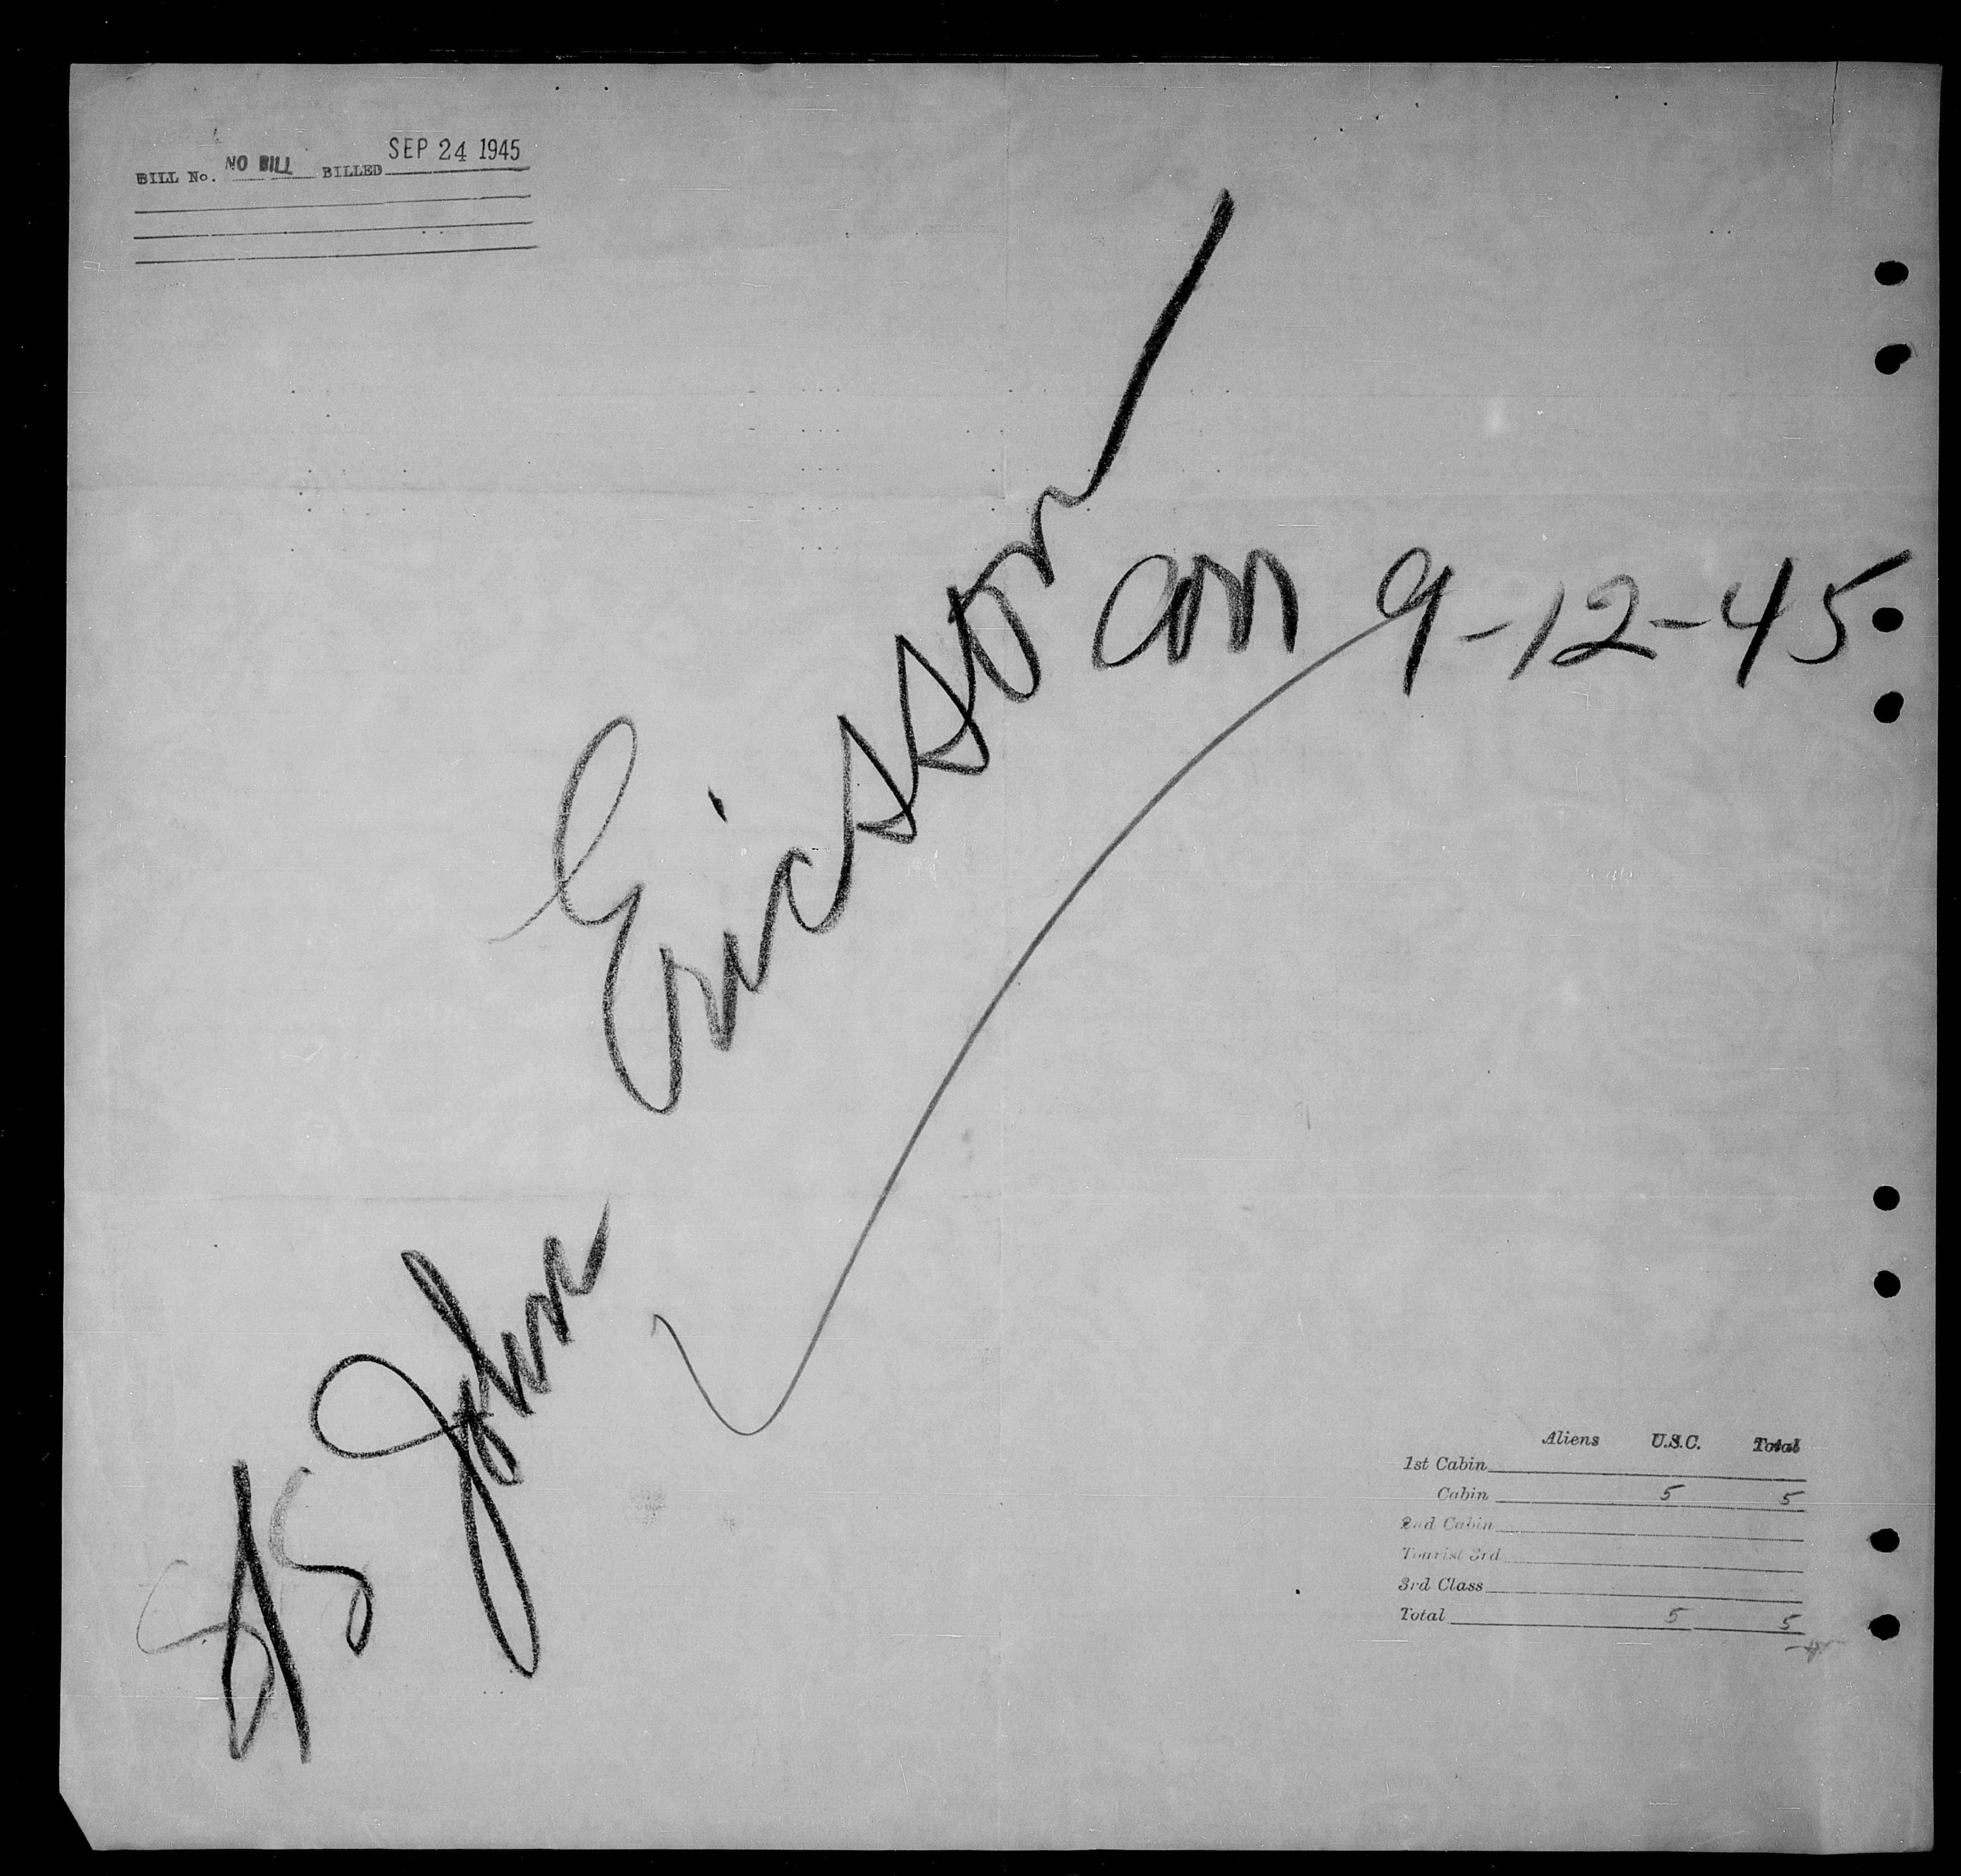 BILL No. NO BILL BILLED SEP 24 1945
SS John Ericsson arr 9-12-45
Aliens U.S.C. Total
1st Cabin
Cabin 5 5
2nd Cabin
Tourist 3rd
3rd Class
Total 5 5